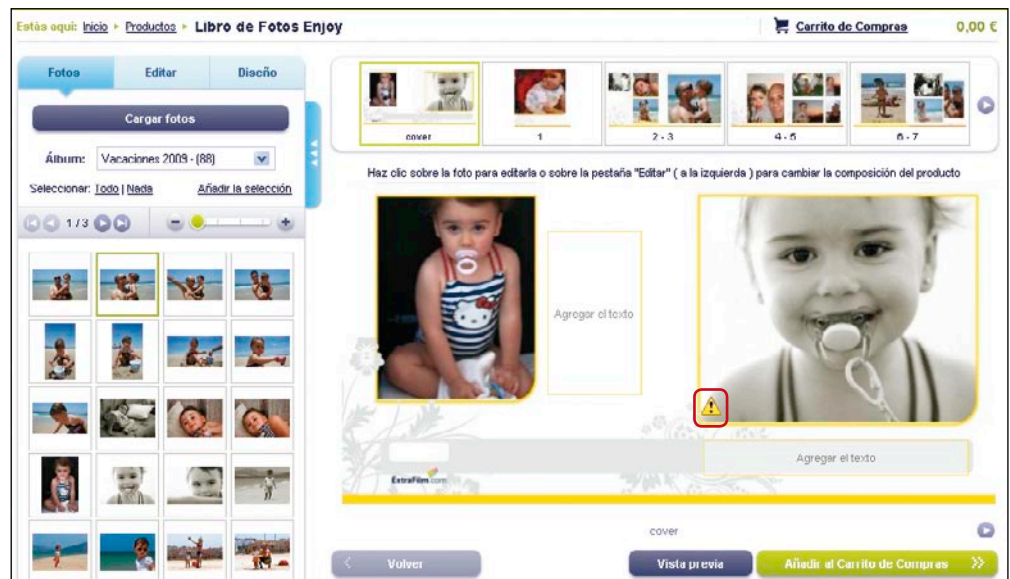 Estás aquí: Inicio ▸ Productos ▸ Libro de Fotos Enjoy
Carrito de Compras 0,00 €
Fotos Editar Diseño
Cargar fotos
Álbum: Vacaciones 2009 - (88)
Seleccionar: Todo | Nada Añadir la selección
1 / 3
cover 1 2 - 3 4 - 5 6 - 7
Haz clic sobre la foto para editarla o sobre la pestaña "Editar" ( a la izquierda ) para cambiar la composición del producto
Agregar el texto
Agregar el texto
ExtraFilm.com
cover
Volver Vista previa Añadir al Carrito de Compras